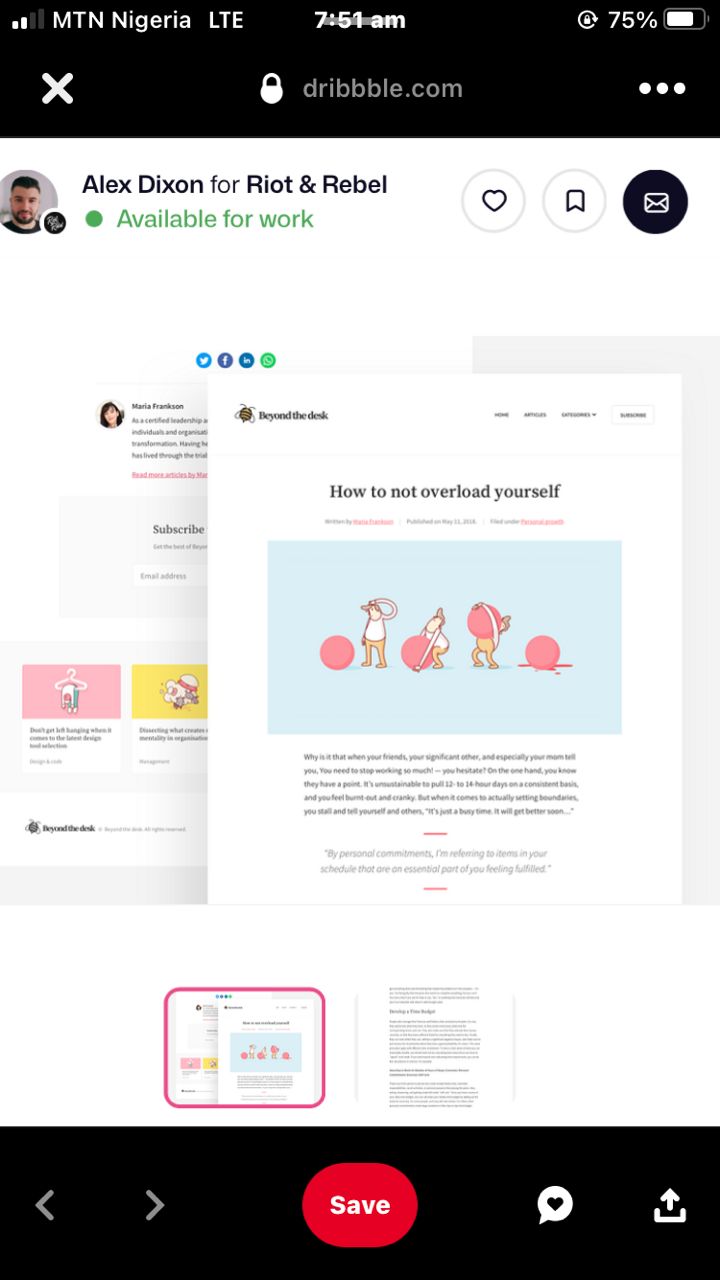 MTN Nigeria LTE 7:51 am 75%
dribbble.com
Alex Dixon for Riot & Rebel
Available for work
Maria Frankson
As a certified leadership a
individuals and organisati
transformation. Having he
has lived through the trial
Read more articles by Mar
Subscribe
Get the best of Beyon
Email address
Don't get left hanging when it
comes to the latest design
tool selection
Design & code
Dissecting what creates
mentality in organisation
Management
Beyond the desk © Beyond the desk. All rights reserved.
Beyond the desk
HOME ARTICLES CATEGORIES SUBSCRIBE
How to not overload yourself
Written by Maria Frankson | Published on May 11, 2018. | Filed under Personal growth
Why is it that when your friends, your significant other, and especially your mom tell
you, You need to stop working so much! — you hesitate? On the one hand, you know
they have a point. It's unsustainable to pull 12- to 14-hour days on a consistent basis,
and you feel burnt-out and cranky. But when it comes to actually setting boundaries,
you stall and tell yourself and others, "It's just a busy time. It will get better soon..."
"By personal commitments, I'm referring to items in your
schedule that are an essential part of you feeling fulfilled."
How to not overload yourself
Develop a Time Budget
Save